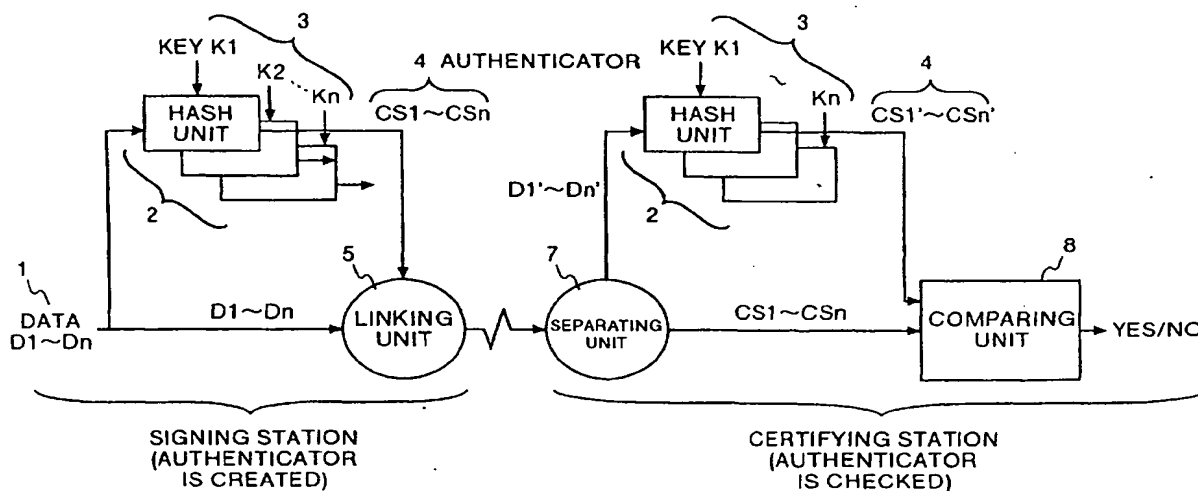 3
KEY K1
K2
Kn
4 AUTHENTICATOR
CS1~CSn
HASH
UNIT
2
1
DATA
D1~Dn
D1~Dn
5
LINKING
UNIT
SIGNING STATION
(AUTHENTICATOR
IS CREATED)
3
KEY K1
Kn
4
CS1'~CSn'
HASH
UNIT
D1'~Dn'
2
7
SEPARATING
UNIT
CS1~CSn
8
COMPARING
UNIT
YES/NO
CERTIFYING STATION
(AUTHENTICATOR
IS CHECKED)